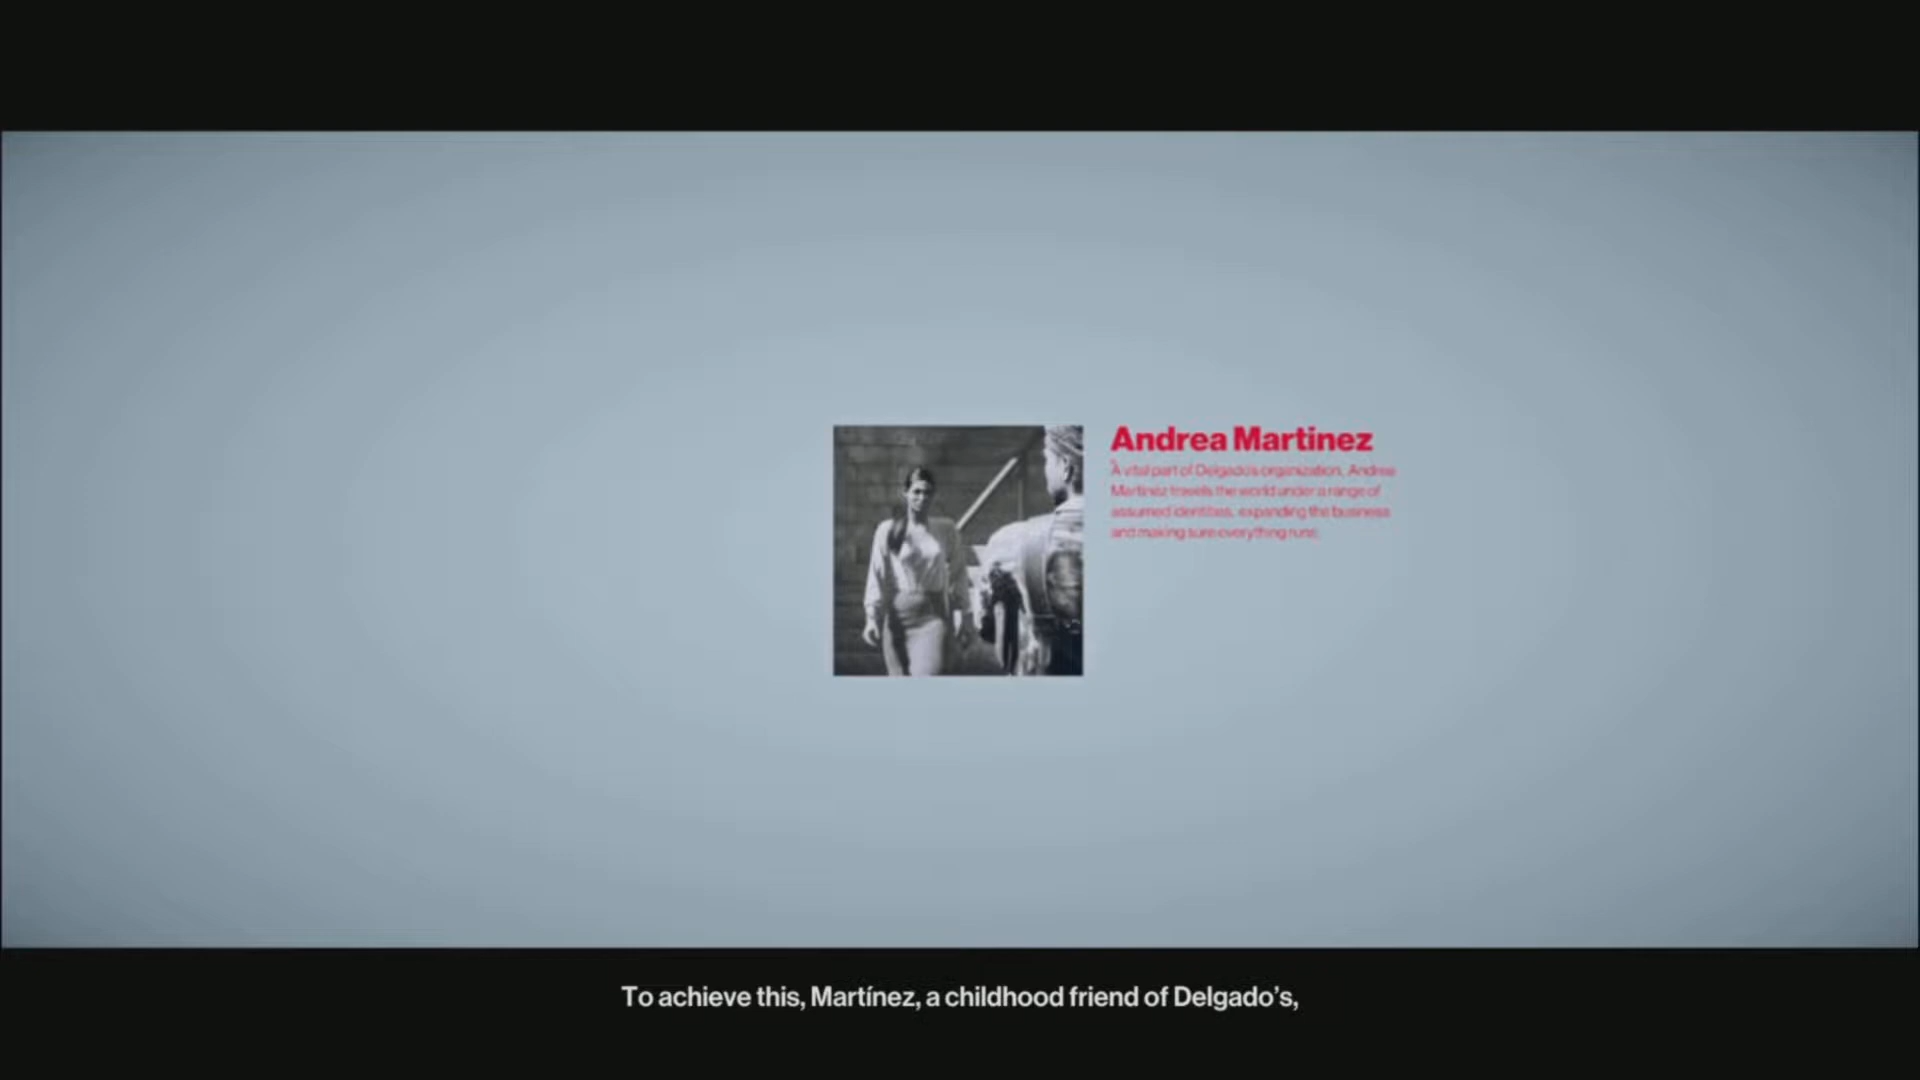 Andrea Martinez
A vital part of Delgado's organization, Andrea
Martinez travels the world under a range of
assumed identities, expanding the business
and making sure everything runs.
To achieve this, Martínez, a childhood friend of Delgado’s,